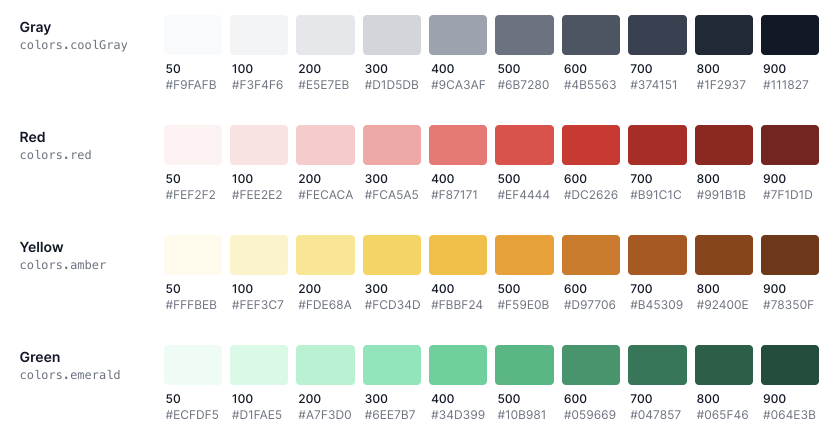 Gray
colors.coolGray
50 100 200 300 400 500 600 700 800 900
#F9FAFB #F3F4F6 #E5E7EB #D1D5DB #9CA3AF #6B7280 #4B5563 #374151 #1F2937 #111827
Red
colors.red
50 100 200 300 400 500 600 700 800 900
#FEF2F2 #FEE2E2 #FECACA #FCA5A5 #F87171 #EF4444 #DC2626 #B91C1C #991B1B #7F1D1D
Yellow
colors.amber
50 100 200 300 400 500 600 700 800 900
#FFFBEB #FEF3C7 #FDE68A #FCD34D #FBBF24 #F59E0B #D97706 #B45309 #92400E #78350F
Green
colors.emerald
50 100 200 300 400 500 600 700 800 900
#ECFDF5 #D1FAE5 #A7F3D0 #6EE7B7 #34D399 #10B981 #059669 #047857 #065F46 #064E3B